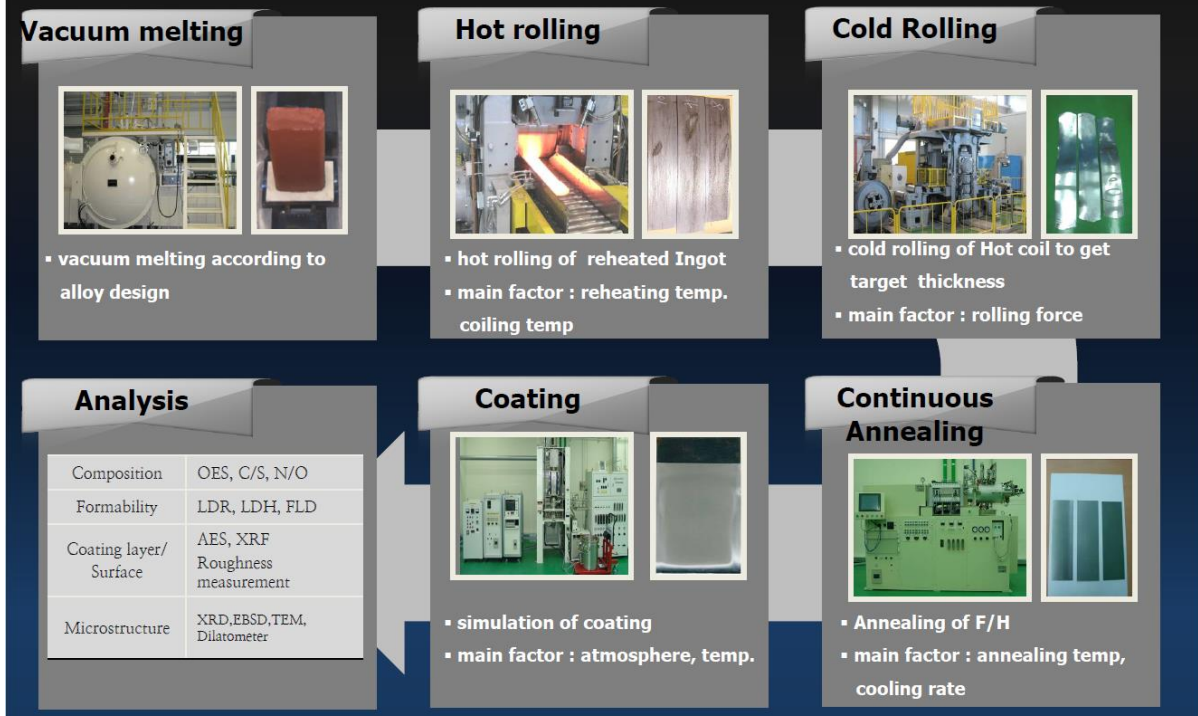 Vacuum melting
▪ vacuum melting according to
alloy design
Hot rolling
▪ hot rolling of reheated Ingot
▪ main factor : reheating temp.
coiling temp
Cold Rolling
▪ cold rolling of Hot coil to get
target thickness
▪ main factor : rolling force
Analysis
Composition OES, C/S, N/O
Formability LDR, LDH, FLD
Coating layer/
Surface
AES, XRF
Roughness
measurement
Microstructure
XRD,EBSD,TEM,
Dilatometer
Coating
▪ simulation of coating
▪ main factor : atmosphere, temp.
Continuous
Annealing
▪ Annealing of F/H
▪ main factor : annealing temp,
cooling rate